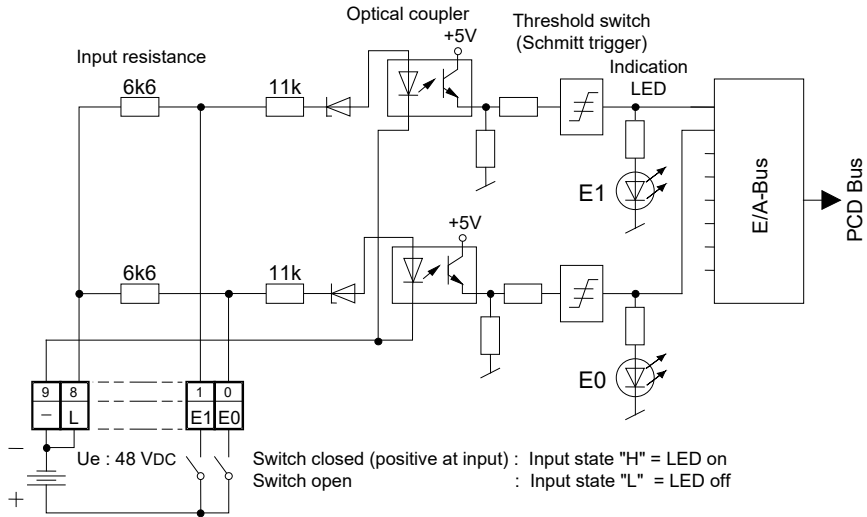 Optical coupler
Threshold switch
(Schmitt trigger)
+5V
Input resistance
Indication
LED
6k6
11k
E1
E/A-Bus
PCD Bus
+5V
6k6
11k
E0
9 8 1 0
– L E1 E0
–
Ue : 48 VDC
+
Switch closed (positive at input) : Input state "H" = LED on
Switch open : Input state "L" = LED off